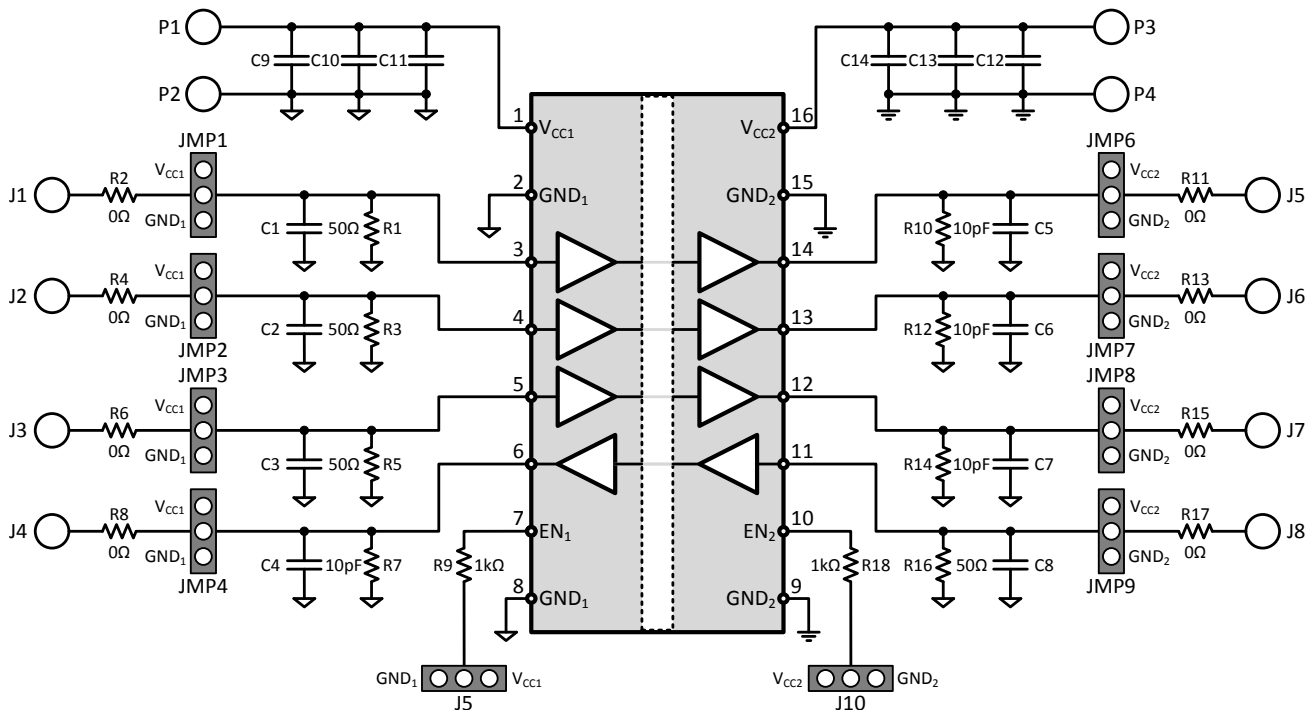 P1
P3
C9
C10
C11
C14
C13
C12
P2
P4
1
VCC1
VCC2
16
JMP1
VCC1
GND1
J1
R2
0Ω
2
GND1
GND2
15
JMP6
VCC2
GND2
R11
0Ω
J5
C1
50Ω
R1
R10
10pF
C5
3
14
JMP2
VCC1
GND1
J2
R4
0Ω
VCC2
GND2
JMP7
R13
0Ω
J6
C2
50Ω
R3
R12
10pF
C6
4
13
JMP3
VCC1
GND1
J3
R6
0Ω
5
12
JMP8
VCC2
GND2
R15
0Ω
J7
C3
50Ω
R5
R14
10pF
C7
6
11
J4
R8
0Ω
VCC1
GND1
JMP4
VCC2
GND2
JMP9
R17
0Ω
J8
C4
10pF
R7
R16
50Ω
C8
7
EN1
EN2
10
R9
1kΩ
1kΩ
R18
8
GND1
GND2
9
GND1
VCC1
J5
VCC2
GND2
J10